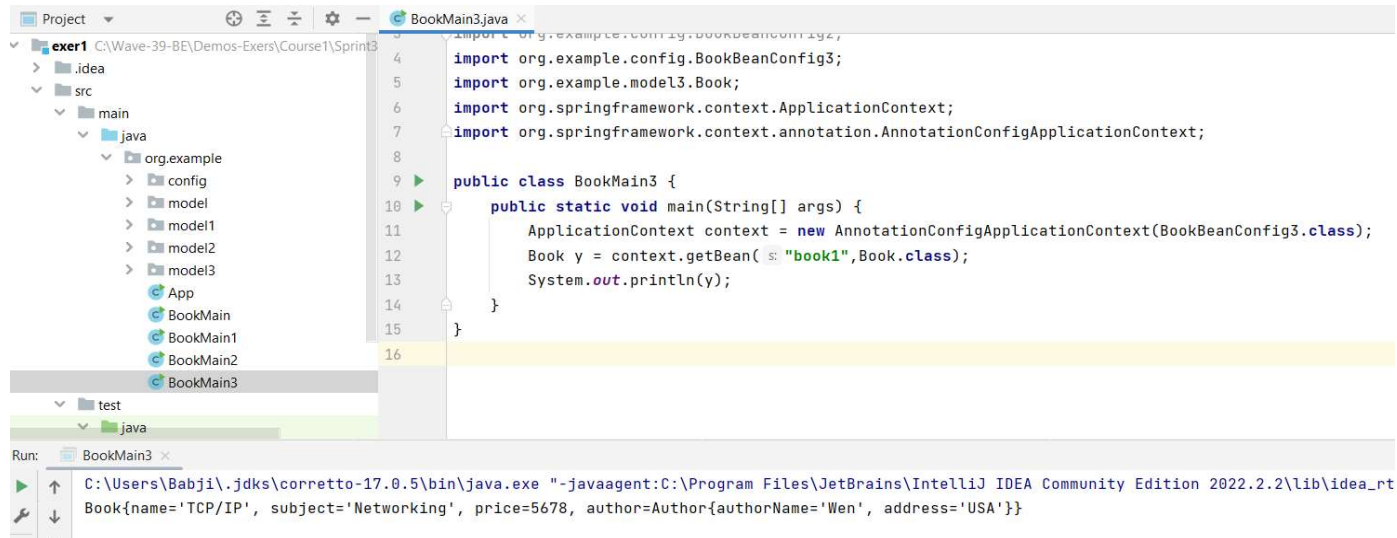 Project
exer1 C:\Wave-39-BE\Demos-Exers\Course1\Sprint3
.idea
src
main
java
org.example
config
model
model1
model2
model3
App
BookMain
BookMain1
BookMain2
BookMain3
test
java
BookMain3.java
3 import org.example.config.BookBeanConfig2;
4 import org.example.config.BookBeanConfig3;
5 import org.example.model3.Book;
6 import org.springframework.context.ApplicationContext;
7 import org.springframework.context.annotation.AnnotationConfigApplicationContext;
8
9 public class BookMain3 {
10 public static void main(String[] args) {
11 ApplicationContext context = new AnnotationConfigApplicationContext(BookBeanConfig3.class);
12 Book y = context.getBean( s: "book1",Book.class);
13 System.out.println(y);
14 }
15 }
16
Run: BookMain3
C:\Users\Babji\.jdks\corretto-17.0.5\bin\java.exe "-javaagent:C:\Program Files\JetBrains\IntelliJ IDEA Community Edition 2022.2.2\lib\idea_rt
Book{name='TCP/IP', subject='Networking', price=5678, author=Author{authorName='Wen', address='USA'}}